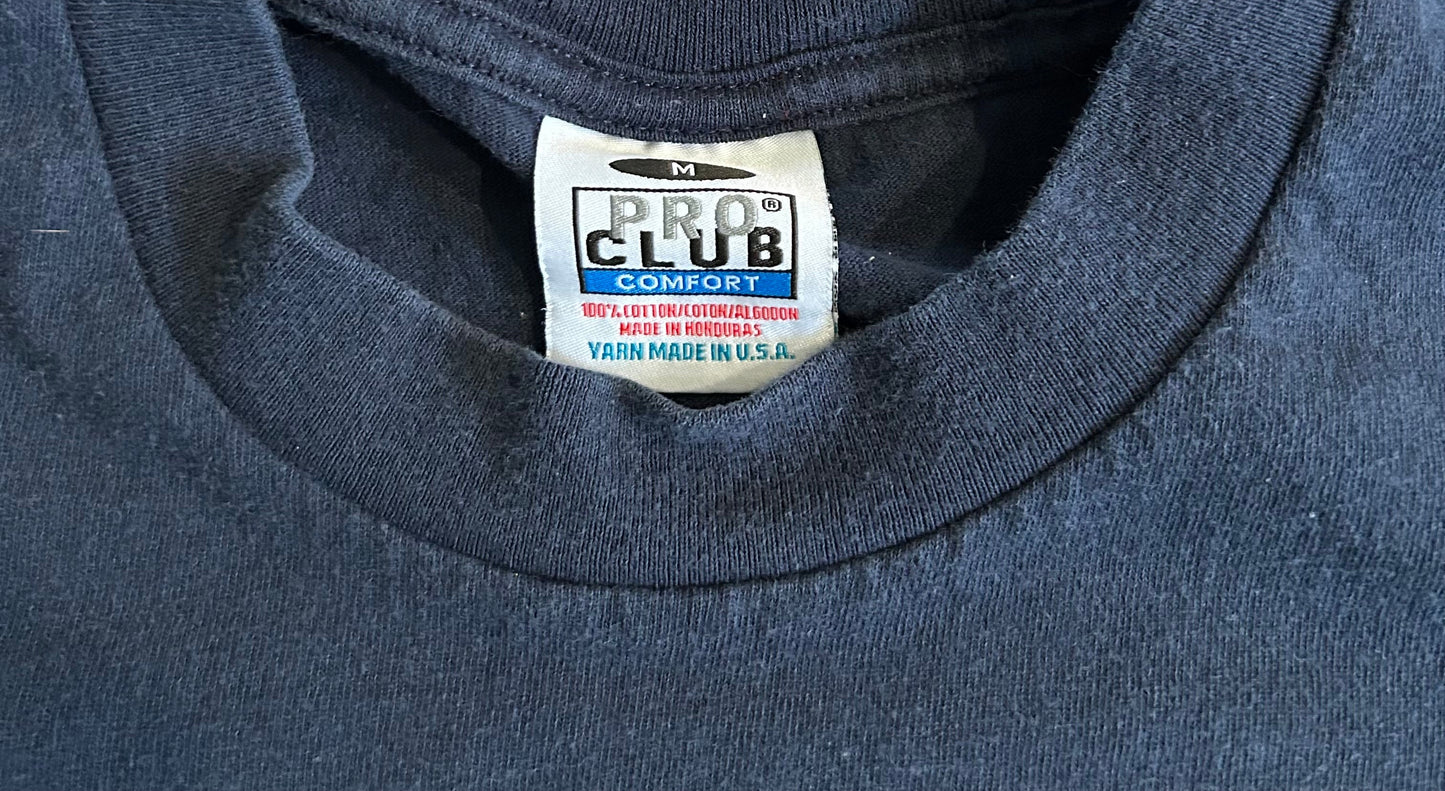 M
PRO®
CLUB
COMFORT
100% COTTON/COTON/ALGODON
MADE IN HONDURAS
YARN MADE IN U.S.A.